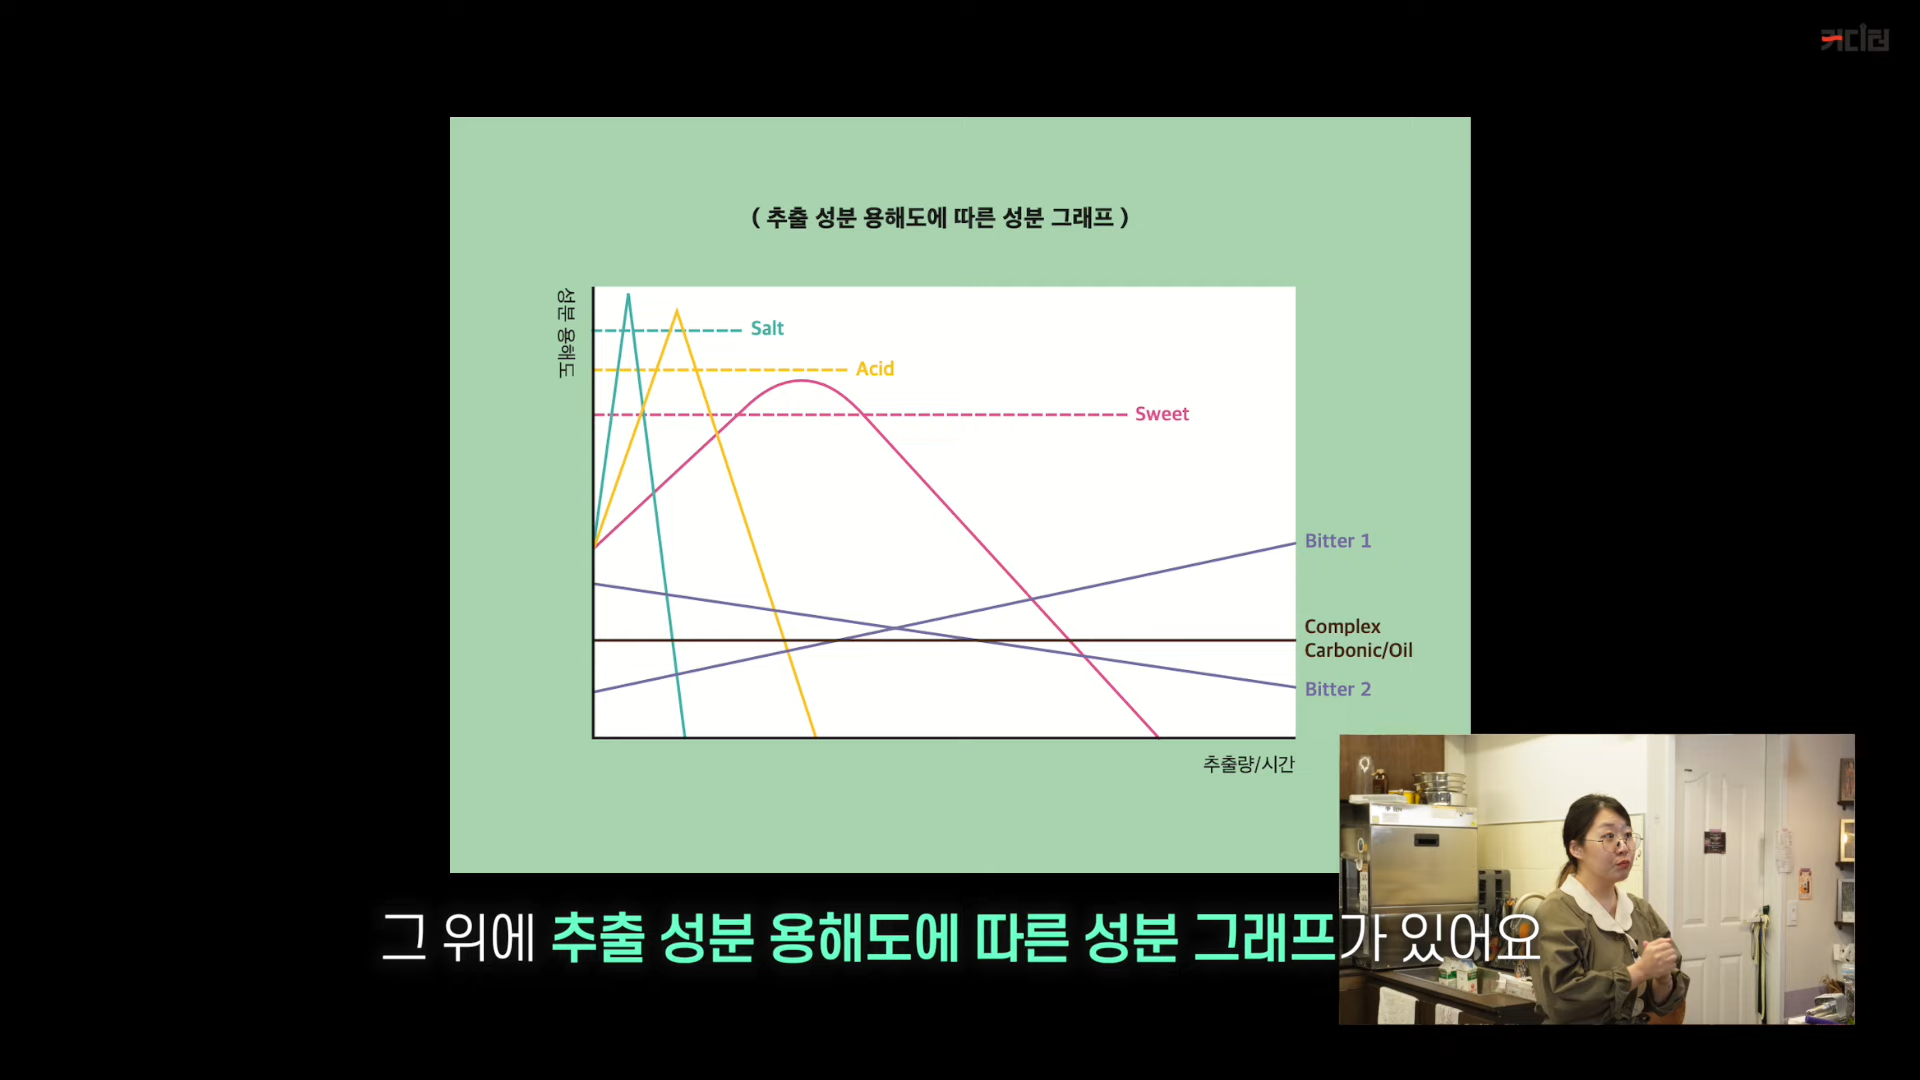 커디터
( 추출 성분 용해도에 따른 성분 그래프 )
성분 용해도
Salt
Acid
Sweet
Bitter 1
Complex
Carbonic/Oil
Bitter 2
추출량/시간
그 위에 추출 성분 용해도에 따른 성분 그래프가 있어요